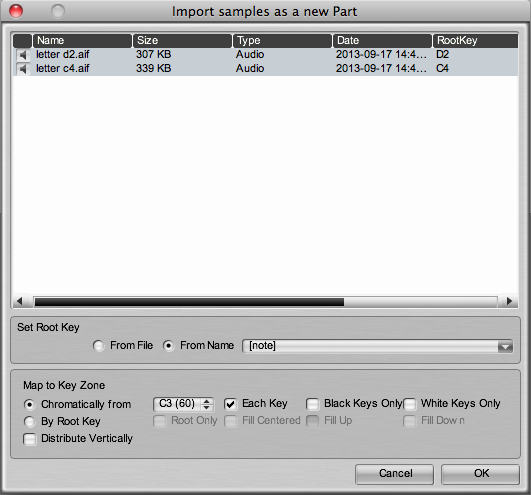 Import samples as a new Part
Name Size Type Date RootKey
letter d2.aif 307 KB Audio 2013-09-17 14:4... D2
letter c4.aif 339 KB Audio 2013-09-17 14:4... C4
Set Root Key
From File From Name [note]
Map to Key Zone
Chromatically from C3 (60) Each Key Black Keys Only White Keys Only
By Root Key Root Only Fill Centered Fill Up Fill Down
Distribute Vertically
Cancel OK